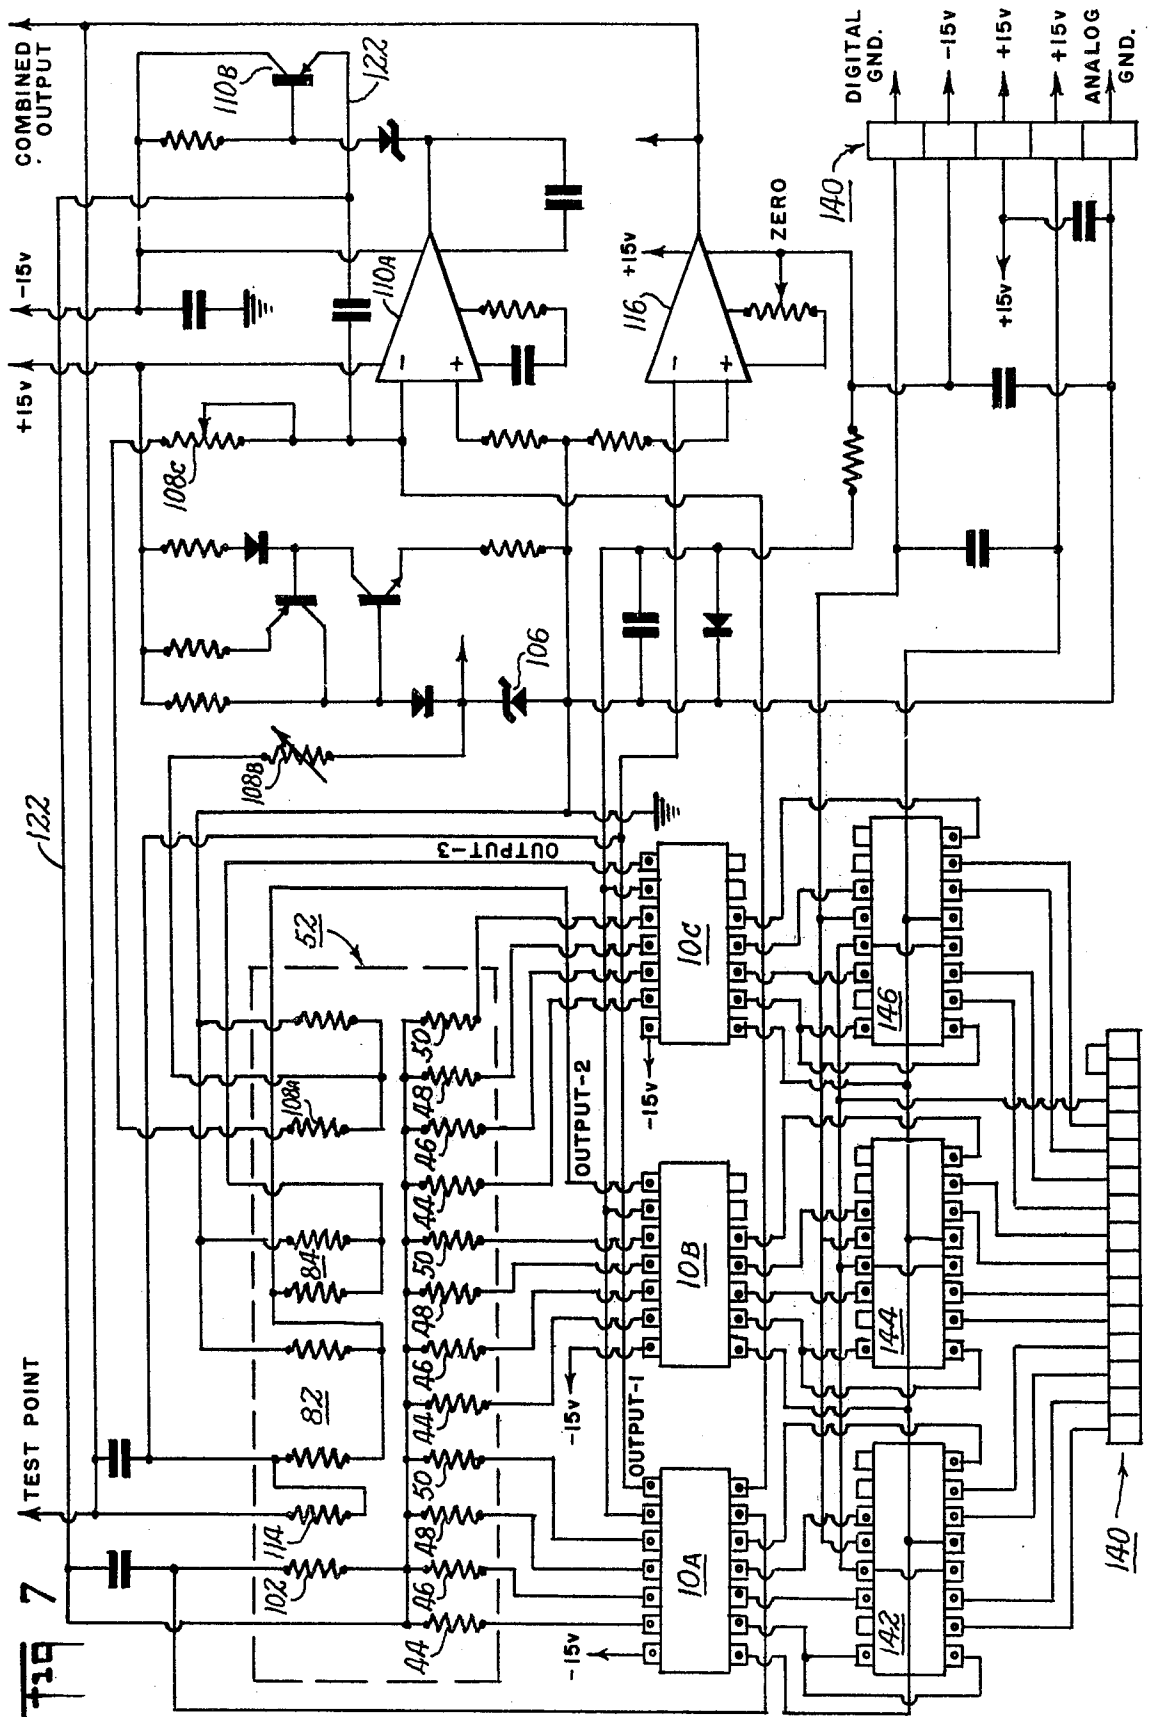 Fig 7
TEST POINT
122
+15v
-15v
COMBINED
OUTPUT
110B
122
108C
110A
108B
106
52
OUTPUT-3
102
114
82
84
108A
44
46
48
50
44
46
48
50
44
46
48
50
116
+15v
ZERO
-15v
OUTPUT-1
-15v
OUTPUT-2
-15v
10A
10B
10C
142
144
146
140
140
+15v
DIGITAL
GND.
-15v
+15v
+15v
ANALOG
GND.